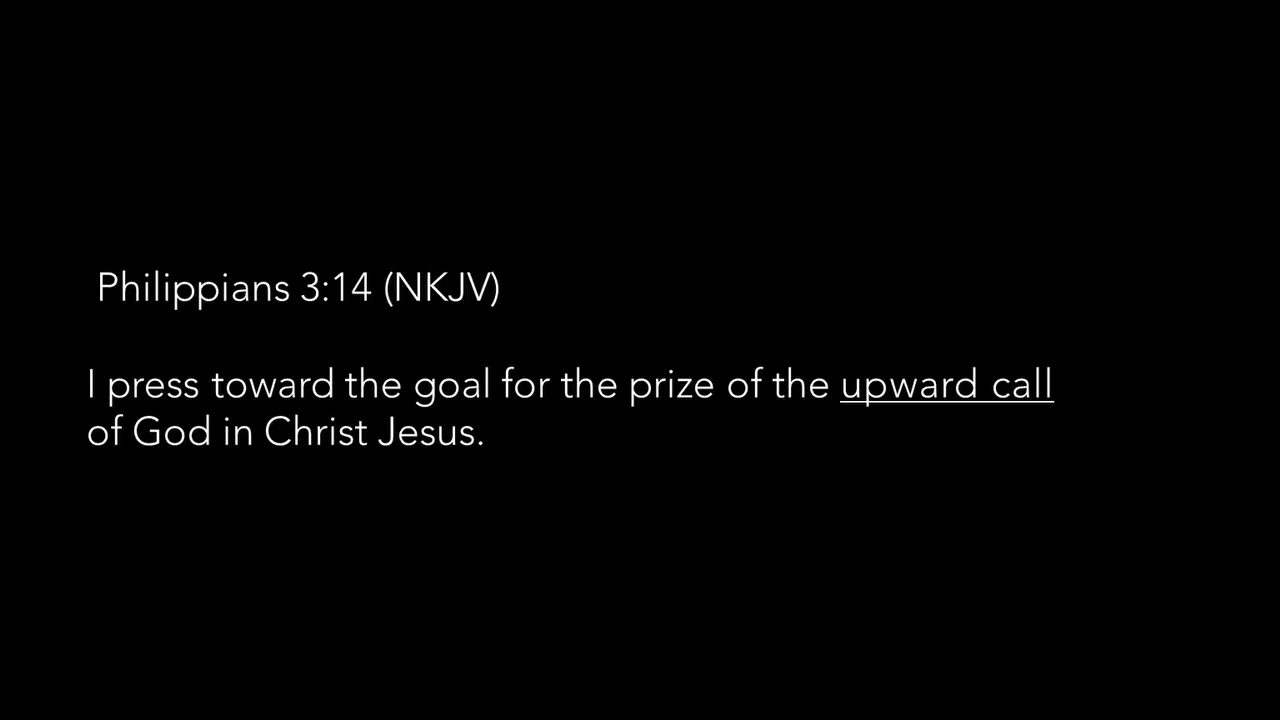 Philippians 3:14 (NKJV)
I press toward the goal for the prize of the upward call
of God in Christ Jesus.